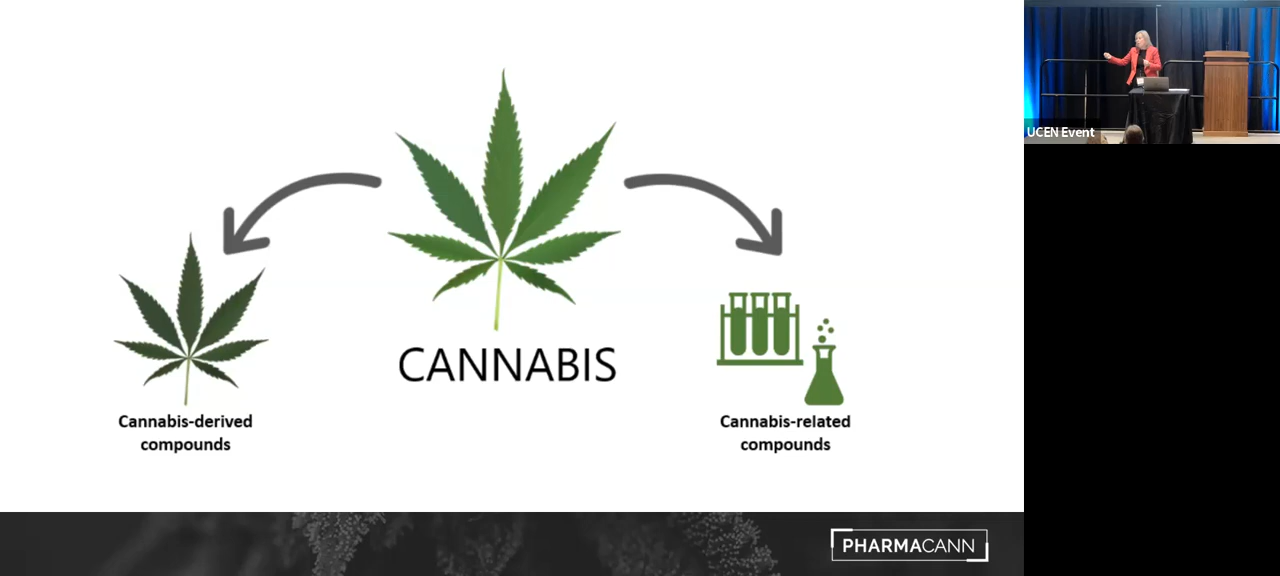 CANNABIS
Cannabis-derived
compounds
Cannabis-related
compounds
PHARMACANN
UCEN Event